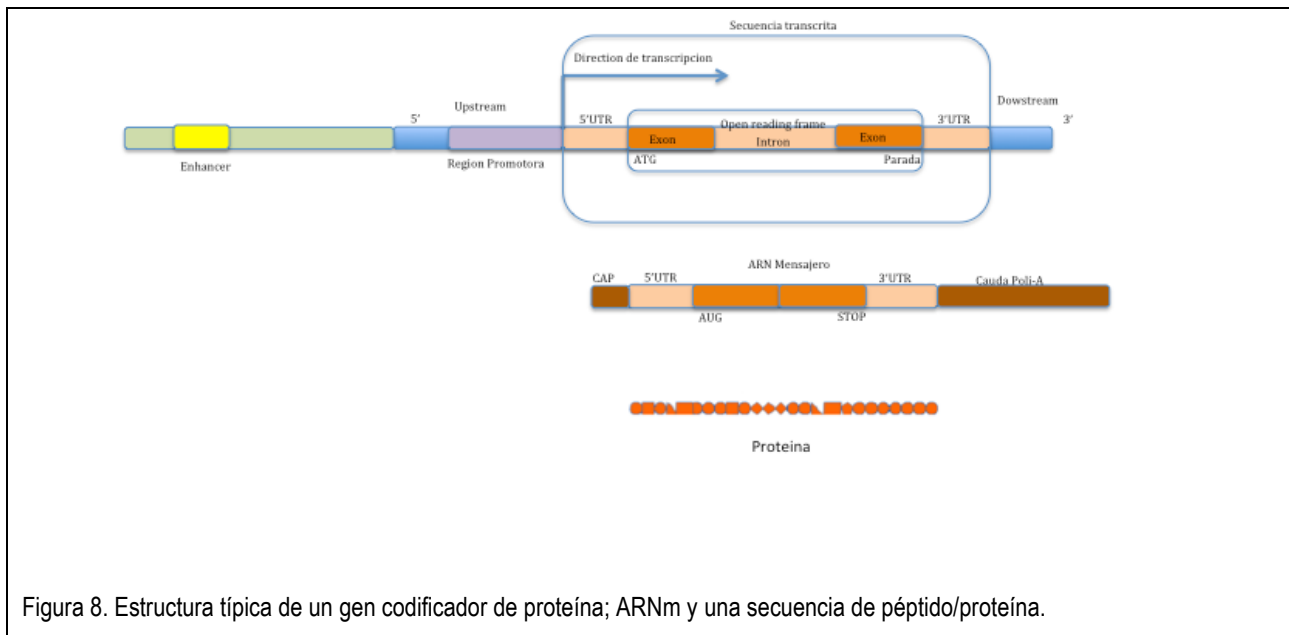 Secuencia transcrita
Direction de transcripcion
Upstream
Dowstream
5'
5'UTR
Open reading frame
3'UTR
3'
Exon
Intron
Exon
Enhancer
Region Promotora
ATG
Parada
ARN Mensajero
CAP
5'UTR
3'UTR
Cauda Poli-A
AUG
STOP
Proteina
Figura 8. Estructura típica de un gen codificador de proteína; ARNm y una secuencia de péptido/proteína.